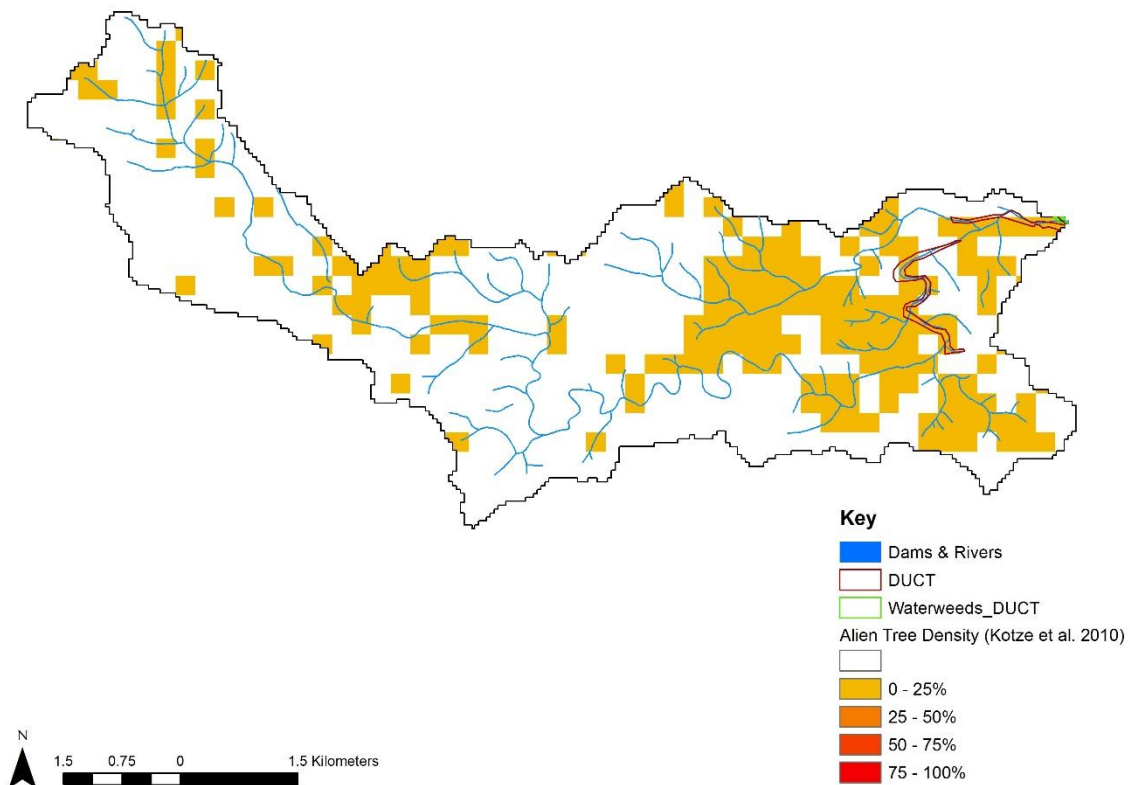 Key
Dams & Rivers
DUCT
Waterweeds_DUCT
Alien Tree Density (Kotze et al. 2010)
0 - 25%
25 - 50%
50 - 75%
75 - 100%
N
1.5 0.75 0 1.5 Kilometers